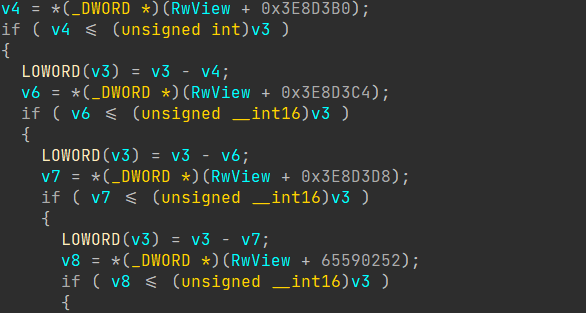 v4 = *(_DWORD *)(RwView + 0x3E8D3B0);
if ( v4 ≤ (unsigned int)v3 )
{
LOWORD(v3) = v3 - v4;
v6 = *(_DWORD *)(RwView + 0x3E8D3C4);
if ( v6 ≤ (unsigned __int16)v3 )
{
LOWORD(v3) = v3 - v6;
v7 = *(_DWORD *)(RwView + 0x3E8D3D8);
if ( v7 ≤ (unsigned __int16)v3 )
{
LOWORD(v3) = v3 - v7;
v8 = *(_DWORD *)(RwView + 65590252);
if ( v8 ≤ (unsigned __int16)v3 )
{